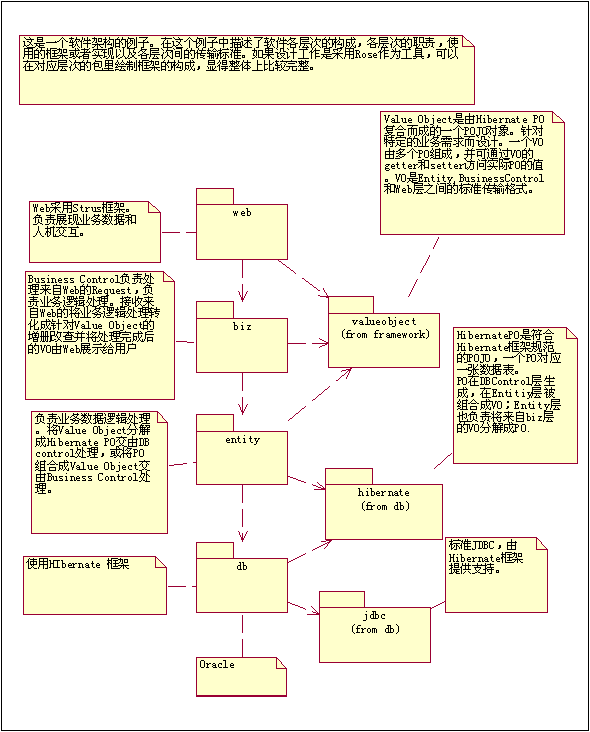 这是一个软件架构的例子。在这个例子中描述了软件各层次的构成，各层次的职责，使
用的框架或者实现以及各层次间的传输标准。如果设计工作是采用Rose作为工具，可以
在对应层次的包里绘制框架的构成，显得整体上比较完整。
Value Object是由Hibernate PO
复合而成的一个POJO对象。针对
特定的业务需求而设计。一个VO
由多个PO组成，并可通过VO的
getter和setter访问实际PO的值
。VO是Entity,BusinessControl
和Web层之间的标准传输格式。
Web采用Strus框架。
负责展现业务数据和
人机交互。
web
Business Control负责处
理来自Web的Request，负
责业务逻辑处理。接收来
自Web的将业务逻辑处理转
化成针对Value Object的
增删改查并将处理完成后
的VO由Web展示给用户
biz
valueobject
(from framework)
HibernatePO是符合
Hibernate框架规范
的POJO，一个PO对应
一张数据表。
PO在DBControl层生
成，在Entitiy层被
组合成VO；Entity层
也负责将来自biz层
的VO分解成PO.
负责业务数据逻辑处理
。将Value Object分解
成Hibernate PO交由DB
control处理，或将PO
组合成Value Object交
由Business Control处
理。
entity
hibernate
(from db)
使用HIbernate 框架
db
标准JDBC，由
Hibernate框架
提供支持。
jdbc
(from db)
Oracle